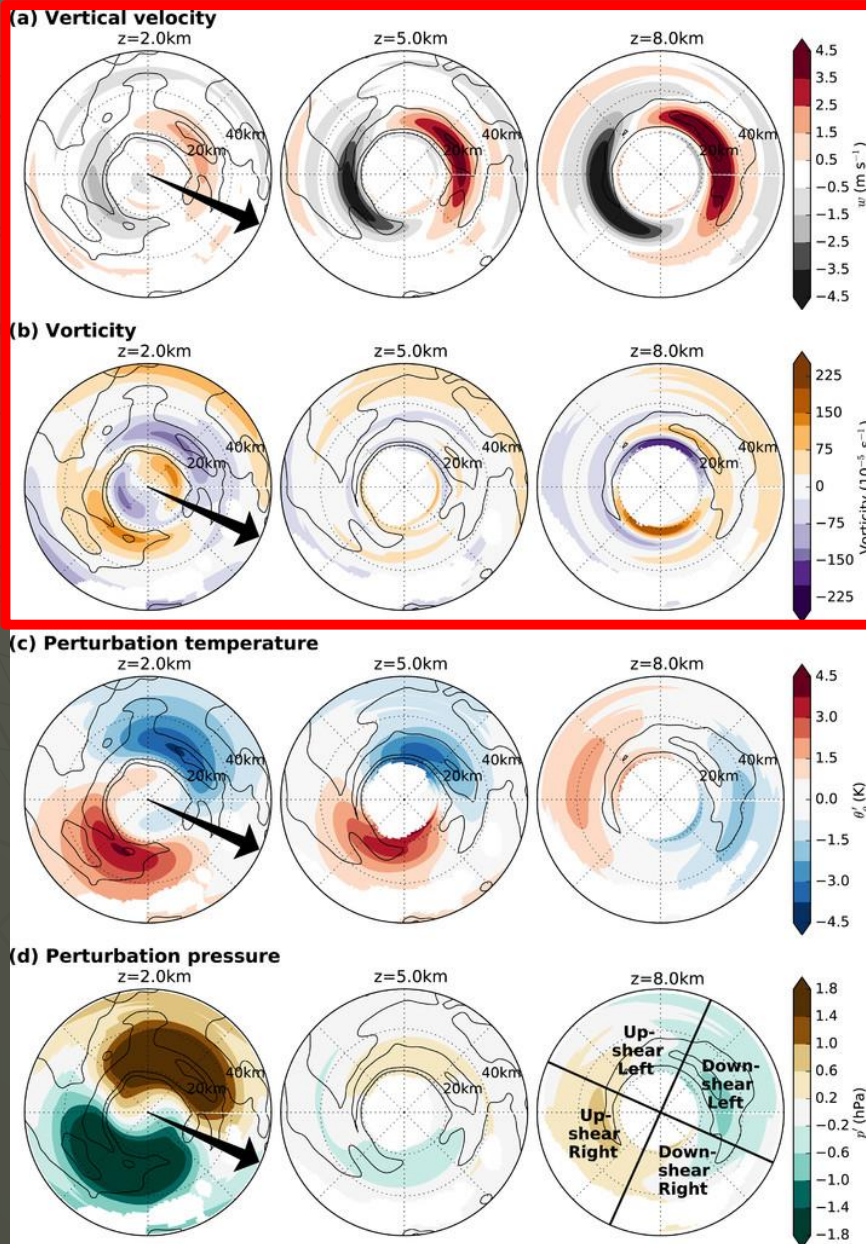 (a) Vertical velocity
z=2.0km
z=5.0km
z=8.0km
40km
20km
40km
20km
40km
20km
4.5
3.5
2.5
1.5
0.5
−0.5
−1.5
−2.5
−3.5
−4.5
w (m s⁻¹)
(b) Vorticity
z=2.0km
z=5.0km
z=8.0km
40km
20km
40km
20km
40km
20km
225
150
75
0
−75
−150
−225
Vorticity (10⁻⁵ s⁻¹)
(c) Perturbation temperature
z=2.0km
z=5.0km
z=8.0km
40km
20km
40km
20km
40km
20km
4.5
3.0
1.5
0.0
−1.5
−3.0
−4.5
(K)
(d) Perturbation pressure
z=2.0km
z=5.0km
z=8.0km
40km
20km
40km
20km
Up-
shear
Left
Down-
shear
Left
Up-
shear
Right
Down-
shear
Right
1.8
1.4
1.0
0.6
0.2
−0.2
−0.6
−1.0
−1.4
−1.8
p′ (hPa)